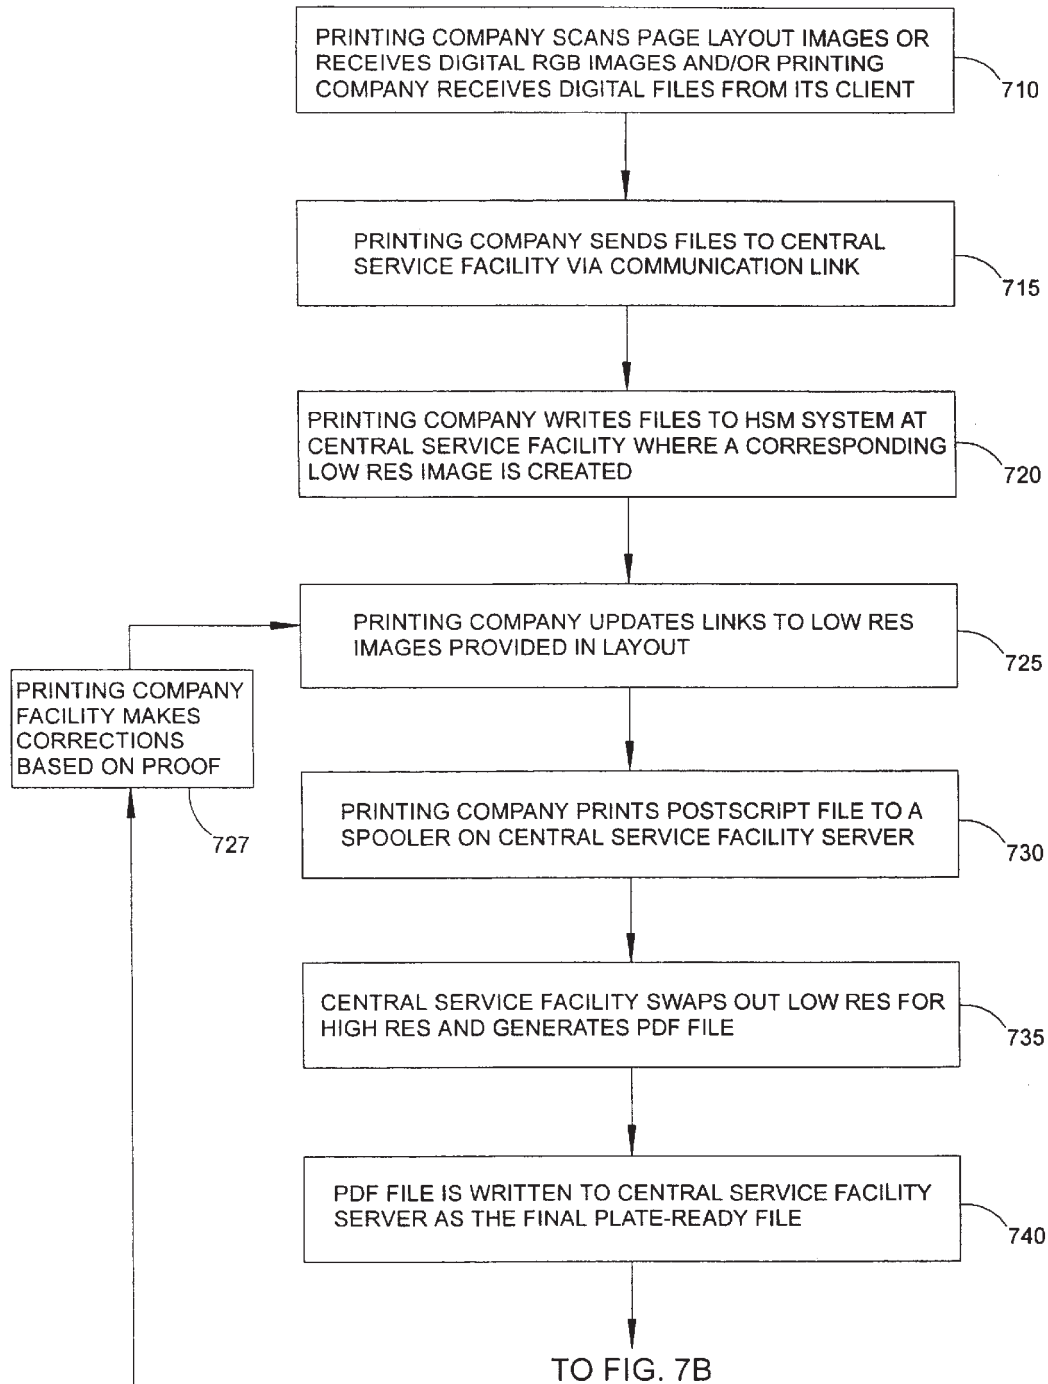 PRINTING COMPANY SCANS PAGE LAYOUT IMAGES OR
RECEIVES DIGITAL RGB IMAGES AND/OR PRINTING
COMPANY RECEIVES DIGITAL FILES FROM ITS CLIENT
710
PRINTING COMPANY SENDS FILES TO CENTRAL
SERVICE FACILITY VIA COMMUNICATION LINK
715
PRINTING COMPANY WRITES FILES TO HSM SYSTEM AT
CENTRAL SERVICE FACILITY WHERE A CORRESPONDING
LOW RES IMAGE IS CREATED
720
PRINTING COMPANY UPDATES LINKS TO LOW RES
IMAGES PROVIDED IN LAYOUT
725
PRINTING COMPANY
FACILITY MAKES
CORRECTIONS
BASED ON PROOF
727
PRINTING COMPANY PRINTS POSTSCRIPT FILE TO A
SPOOLER ON CENTRAL SERVICE FACILITY SERVER
730
CENTRAL SERVICE FACILITY SWAPS OUT LOW RES FOR
HIGH RES AND GENERATES PDF FILE
735
PDF FILE IS WRITTEN TO CENTRAL SERVICE FACILITY
SERVER AS THE FINAL PLATE-READY FILE
740
TO FIG. 7B